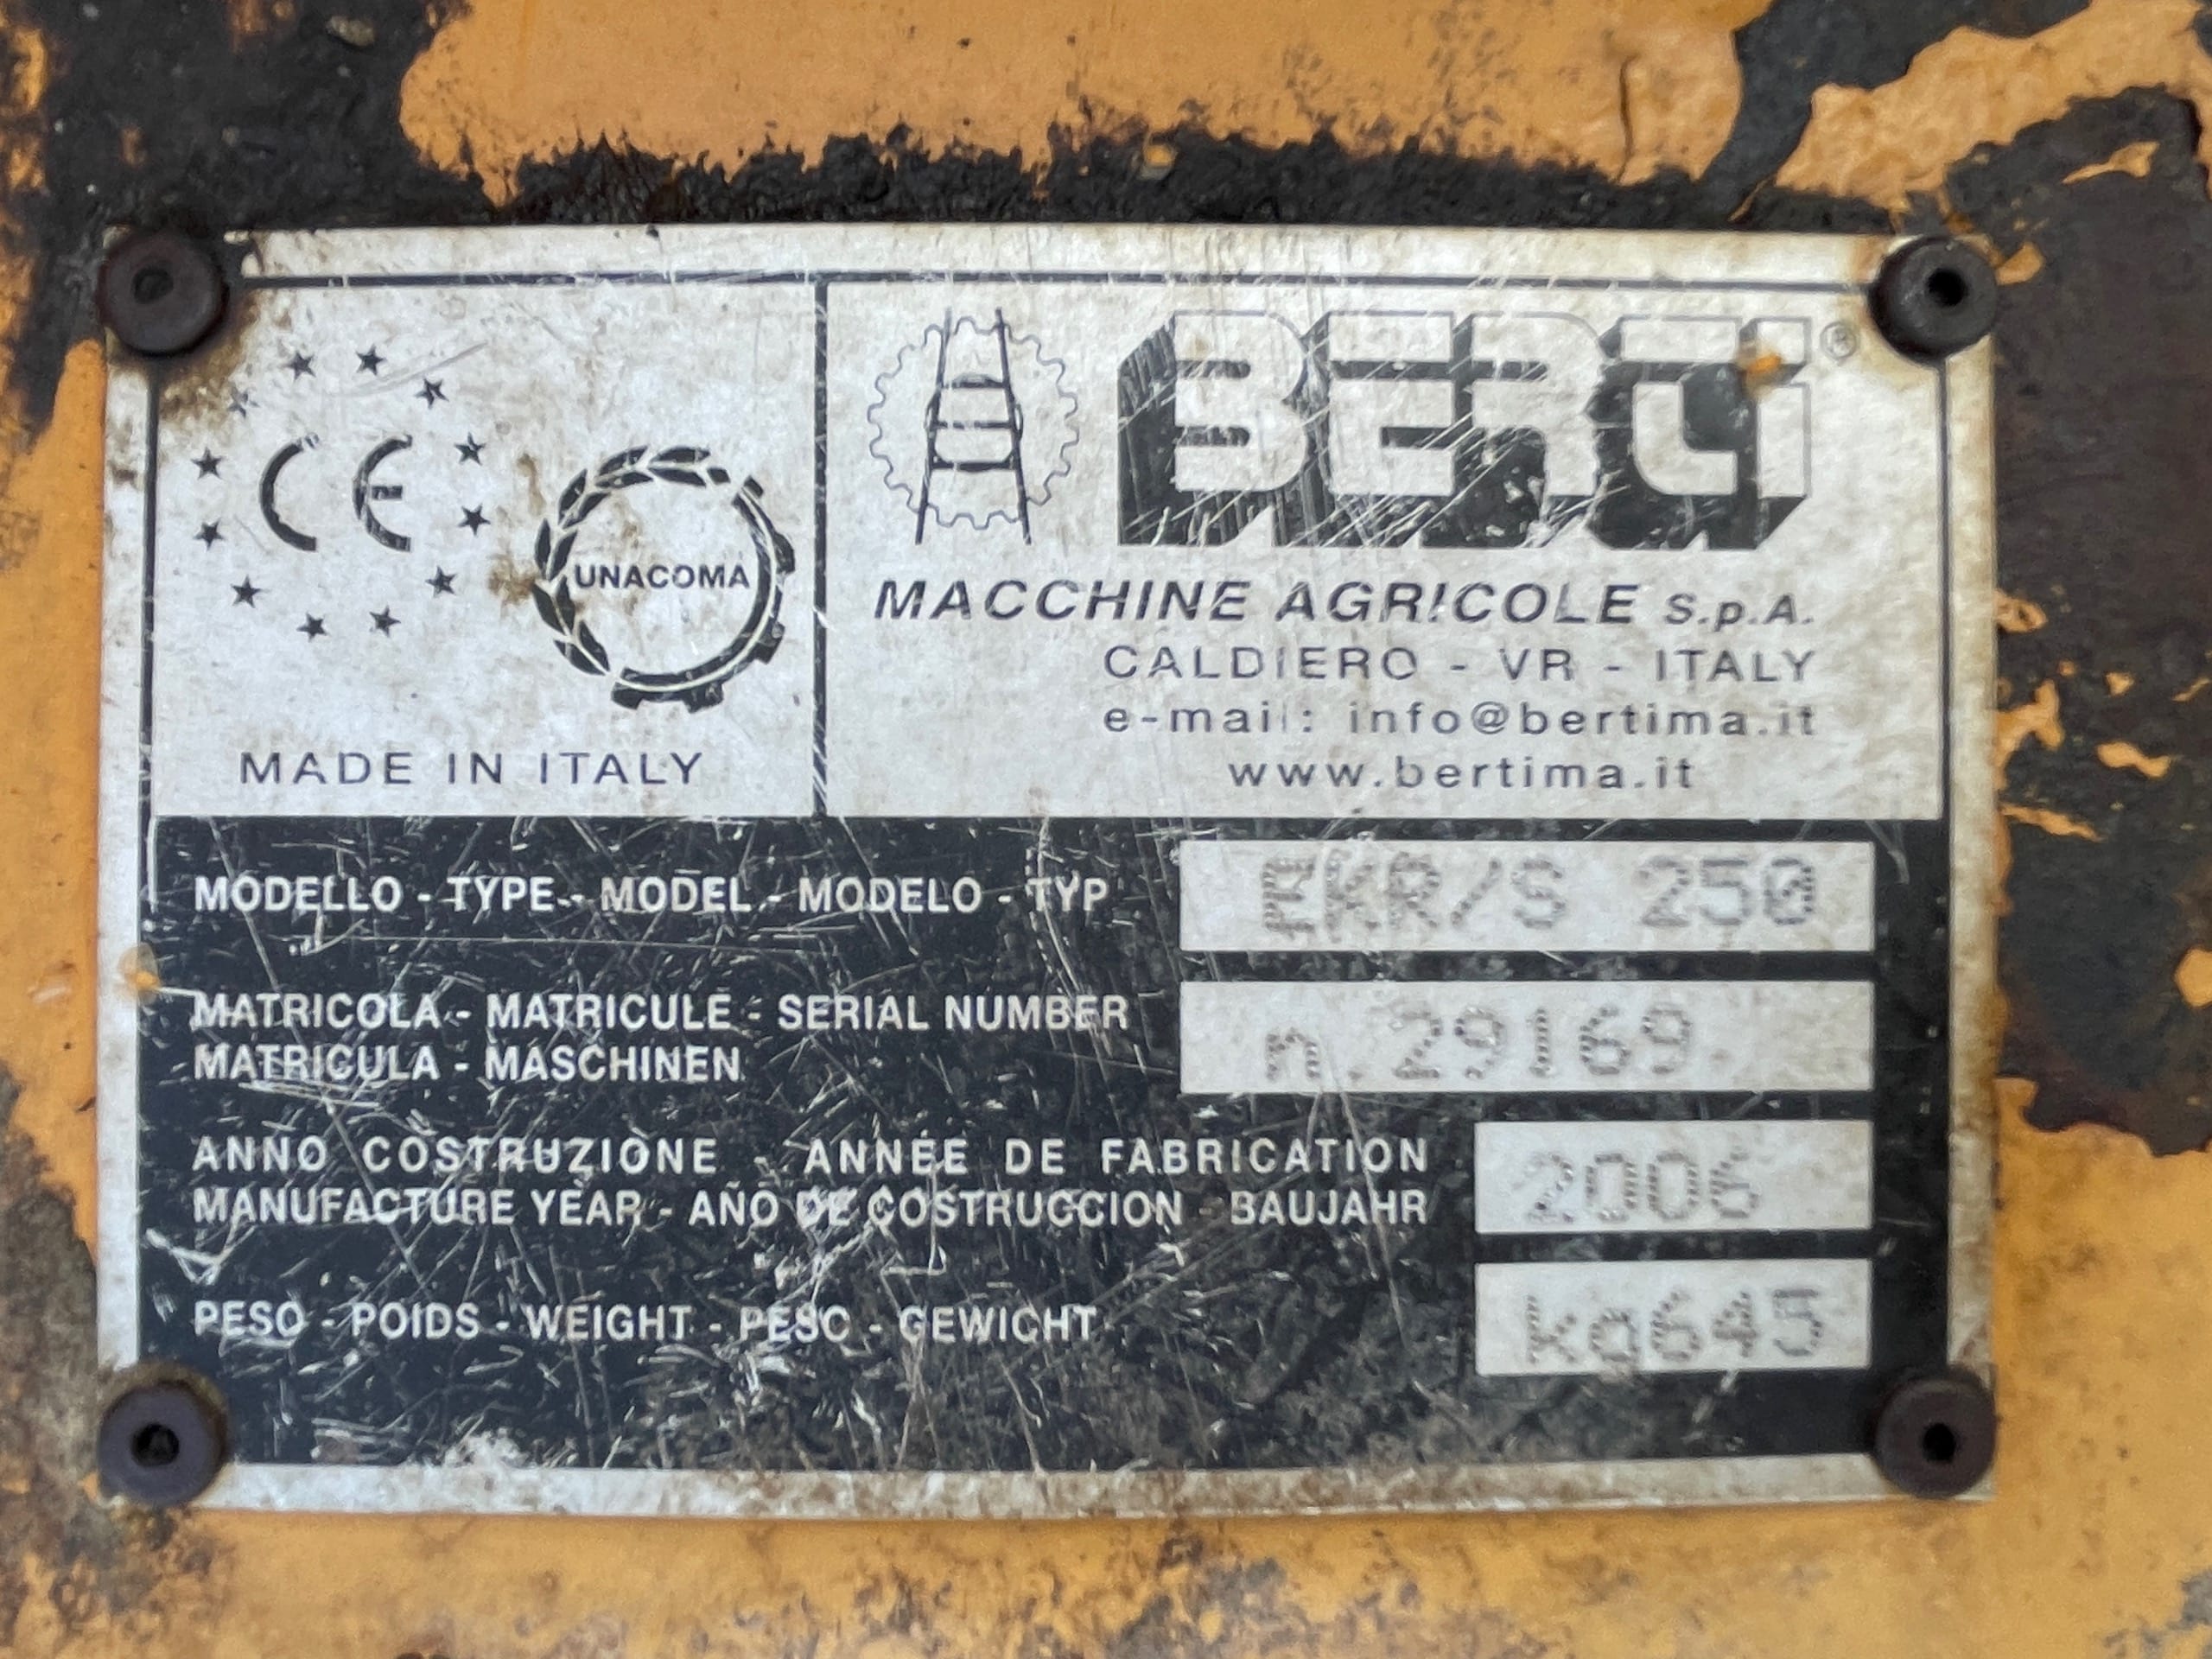 CE
UNACOMA
MADE IN ITALY
BERTI®
MACCHINE AGRICOLE S.p.A.
CALDIERO - VR - ITALY
e-mail: info@bertima.it
www.bertima.it
MODELLO - TYPE - MODEL - MODELO - TYP EKR/S 250
MATRICOLA - MATRICULE - SERIAL NUMBER
MATRICULA - MASCHINEN n.29169
ANNO COSTRUZIONE - ANNÉE DE FABRICATION
MANUFACTURE YEAR - AÑO DE COSTRUCCION - BAUJAHR 2006
PESO - POIDS - WEIGHT - PESO - GEWICHT Kg645